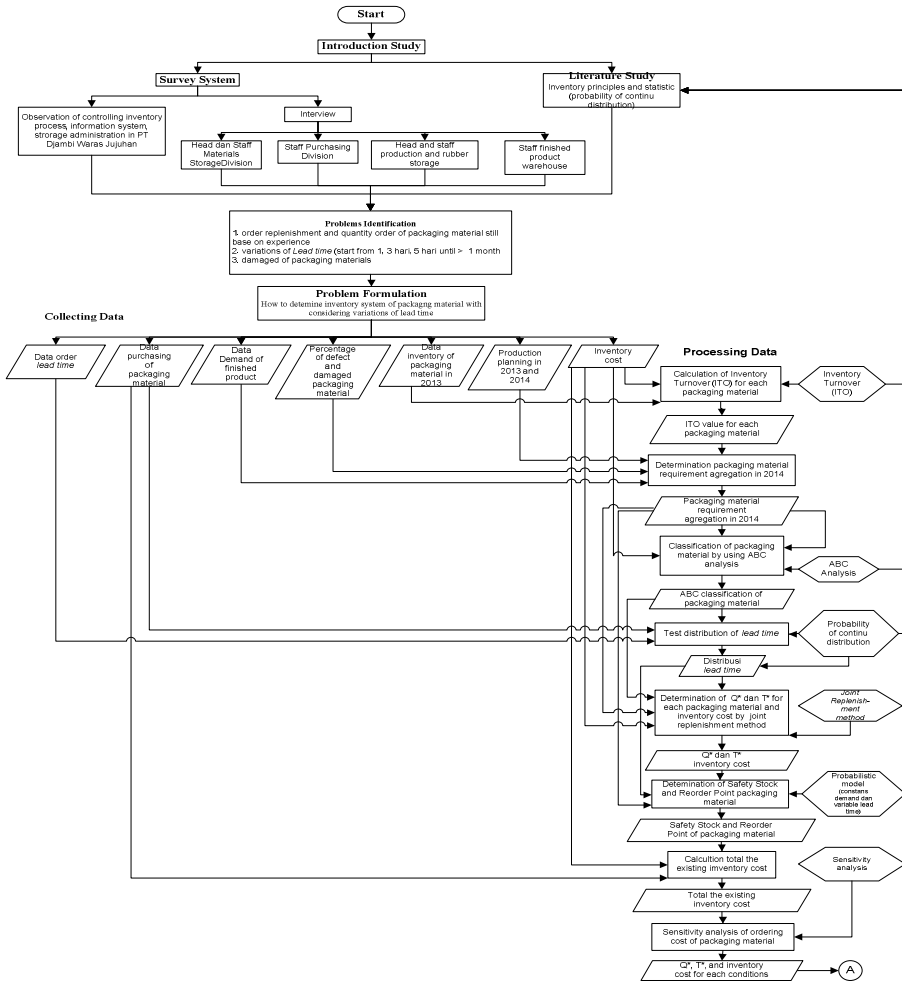 Start
Introduction Study
Survey System
Literature Study
Inventory principles and statistic
(probability of continu
distribution)
Observation of controlling inventory
process, information system,
strorage administration in PT
Djambi Waras Jujuhan
Interview
Head dan Staff
Materials
StorageDivision
Staff Purchasing
Division
Head and staff
production and rubber
storage
Staff finished
product
warehouse
Problems Identification
1. order replenishment and quantity order of packaging material still
base on experience
2. variations of Lead time (start from 1, 3 hari, 5 hari until > 1 month
3. damaged of packaging materials
Problem Formulation
How to detemine inventory system of packagng material with
considering variations of lead time
Collecting Data
Data order
lead time
Data
purchasing
of
packaging
material
Data
Demand of
finished
product
Percentage
of defect
and
damaged
packaging
material
Data
inventory of
packaging
material in
2013
Production
planning in
2013 and
2014
Inventory
cost
Processing Data
Calculation of Inventory
Turnover (ITO) for each
packaging material
Inventory
Turnover
(ITO)
ITO value for each
packaging material
Determination packaging material
requirement agregation in 2014
Packaging material
requirement
agregation in 2014
Classification of packaging
material by using ABC
analysis
ABC
Analysis
ABC classification of
packaging material
Test distribution of lead time
Probability
of continu
distribution
Distribusi
lead time
Determination of Q* dan T* for
each packaging material and
inventory cost by joint
replenishment method
Joint
Replenish-
ment
method
Q* dan T*
Inventory cost
Determination of Safety Stock
and Reorder Point packaging
material
Probabilistic
model
(constans
demand dan
variable lead
time)
Safety Stock and Reorder
Point of packaging material
Calcultion total the
existing imventory cost
Sensitivity
analysis
Total the existing
inventory cost
Sensitivity analysis of ordering
cost of packaging material
Q*, T*, and inventory
cost for each conditions
A